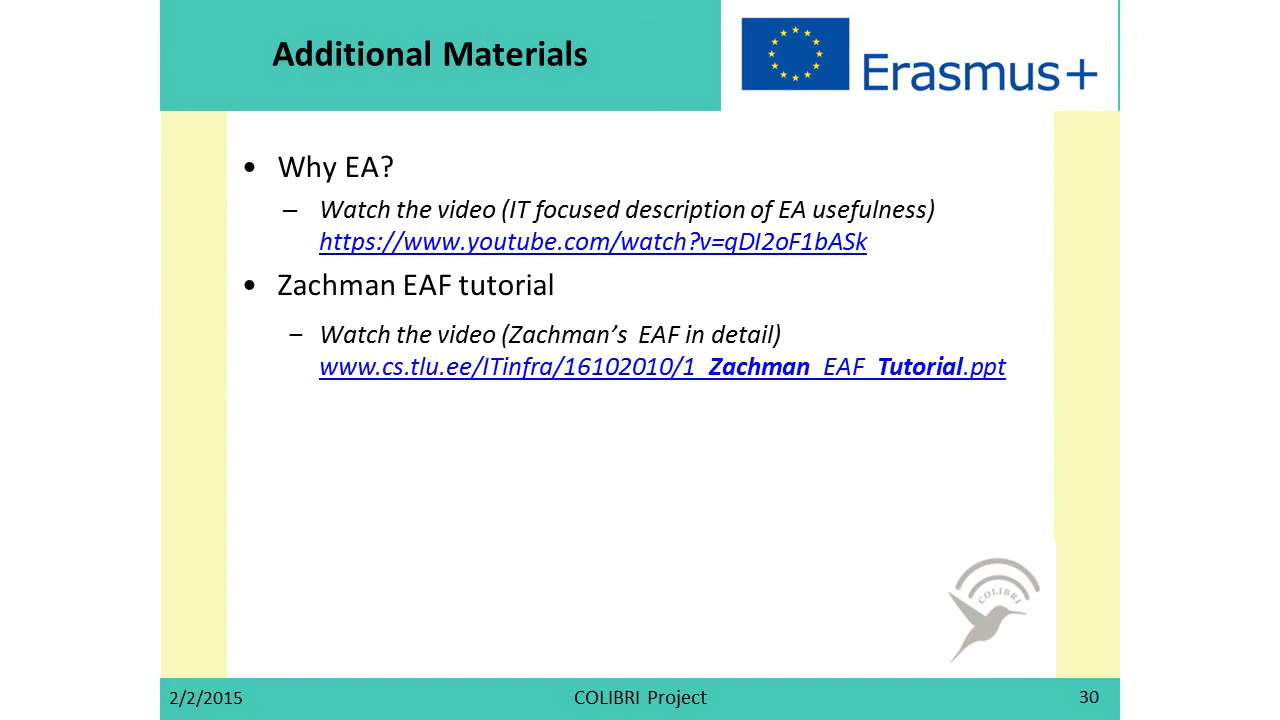 Additional Materials
Erasmus+
• Why EA?
– Watch the video (IT focused description of EA usefulness)
https://www.youtube.com/watch?v=qDI2oF1bASk
• Zachman EAF tutorial
– Watch the video (Zachman’s EAF in detail)
www.cs.tlu.ee/ITinfra/16102010/1_Zachman_EAF_Tutorial.ppt
COLIBRI
2/2/2015
COLIBRI Project
30